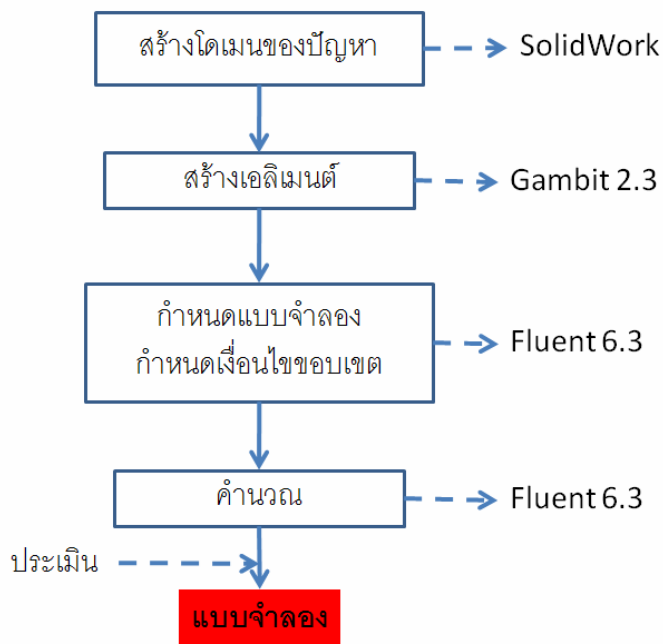 สร้างโดเมนของปัญหา
SolidWork
สร้างเอลิเมนต์
Gambit 2.3
กำหนดแบบจำลอง
กำหนดเงื่อนไขขอบเขต
Fluent 6.3
คำนวณ
Fluent 6.3
ประเมิน
แบบจำลอง